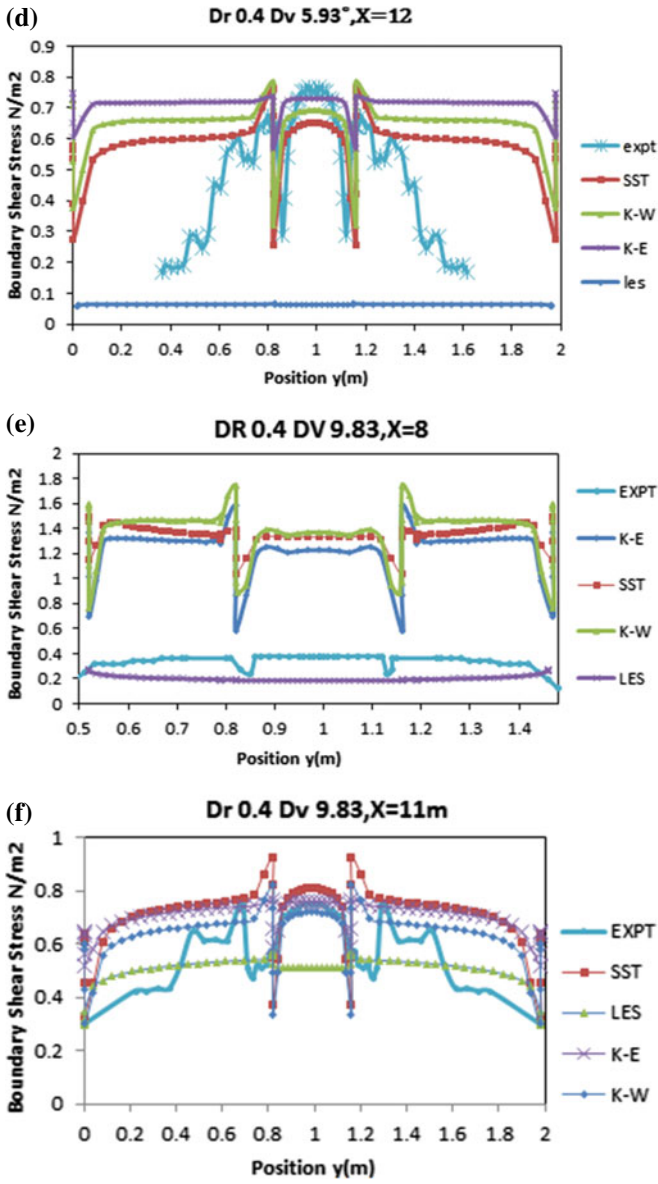 (d)
Dr 0.4 Dv 5.93°,X=12
Boundary Shear Stress N/m2
0.9
0.8
0.7
0.6
0.5
0.4
0.3
0.2
0.1
0
0 0.2 0.4 0.6 0.8 1 1.2 1.4 1.6 1.8 2
Position y(m)
expt
SST
K-W
K-E
les
(e)
DR 0.4 DV 9.83,X=8
Boundary SHear Stress N/m2
2
1.8
1.6
1.4
1.2
1
0.8
0.6
0.4
0.2
0
0.5 0.6 0.7 0.8 0.9 1 1.1 1.2 1.3 1.4
Position y(m)
EXPT
K-E
SST
K-W
LES
(f)
Dr 0.4 Dv 9.83,X=11m
Boundary Shear Stress N/m2
1
0.8
0.6
0.4
0.2
0
0 0.2 0.4 0.6 0.8 1 1.2 1.4 1.6 1.8 2
Position y(m)
EXPT
SST
LES
K-E
K-W